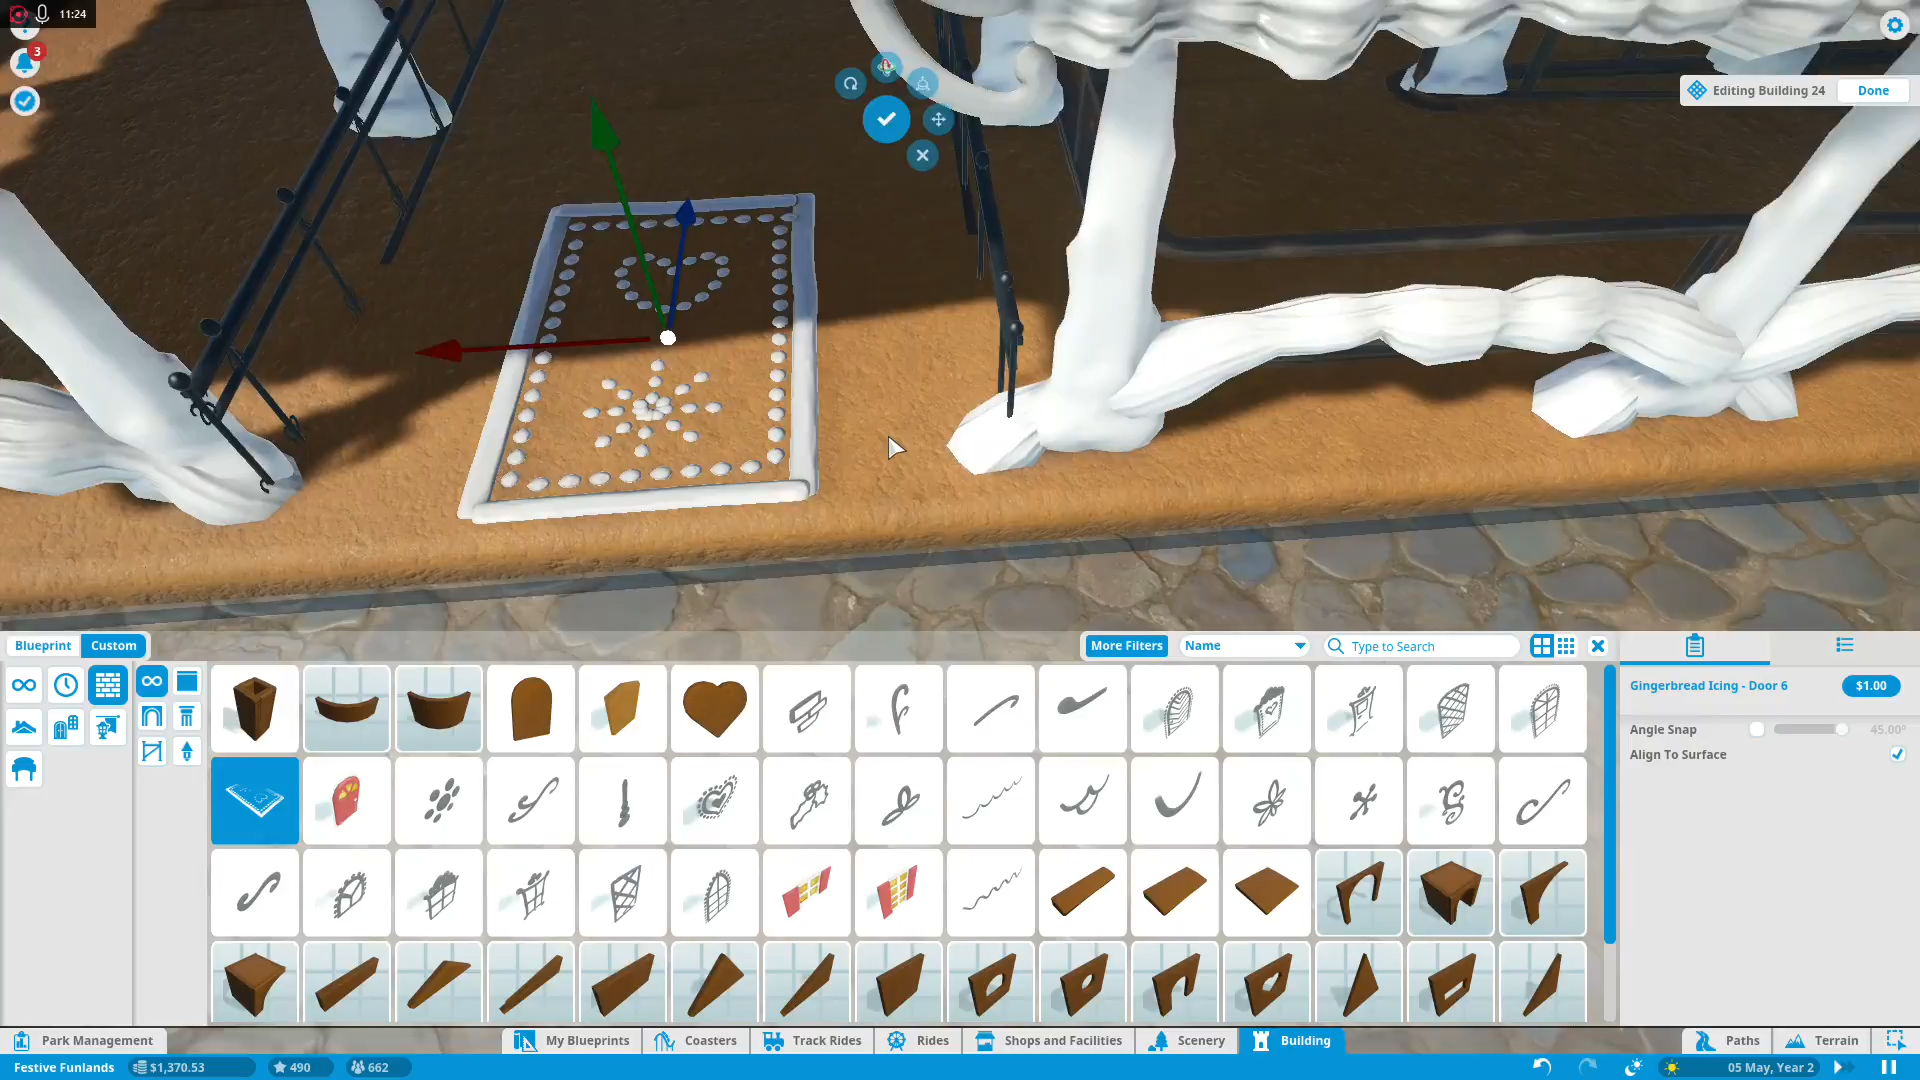 11:24
3
Editing Building 24
Done
Blueprint
Custom
More Filters
Name
Type to Search
Gingerbread Icing - Door 6
$1.00
Angle Snap
45.00°
Align To Surface
Park Management
My Blueprints
Coasters
Track Rides
Rides
Shops and Facilities
Scenery
Building
Paths
Terrain
Festive Funlands
$1,370.53
490
662
05 May, Year 2